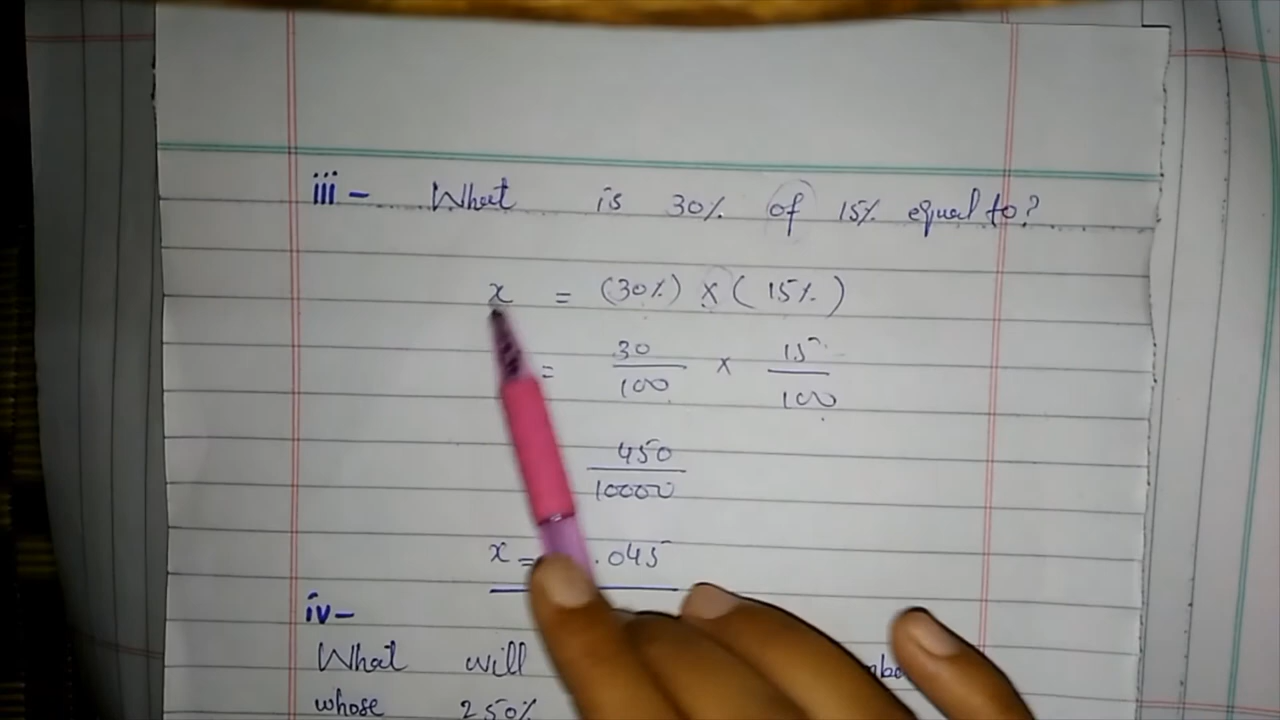 iii - What is 30% of 15% equal to?
x = (30%) × (15%)
= 30/100 × 15/100
450/10000
x = .045
iv-
What will
whose 250%